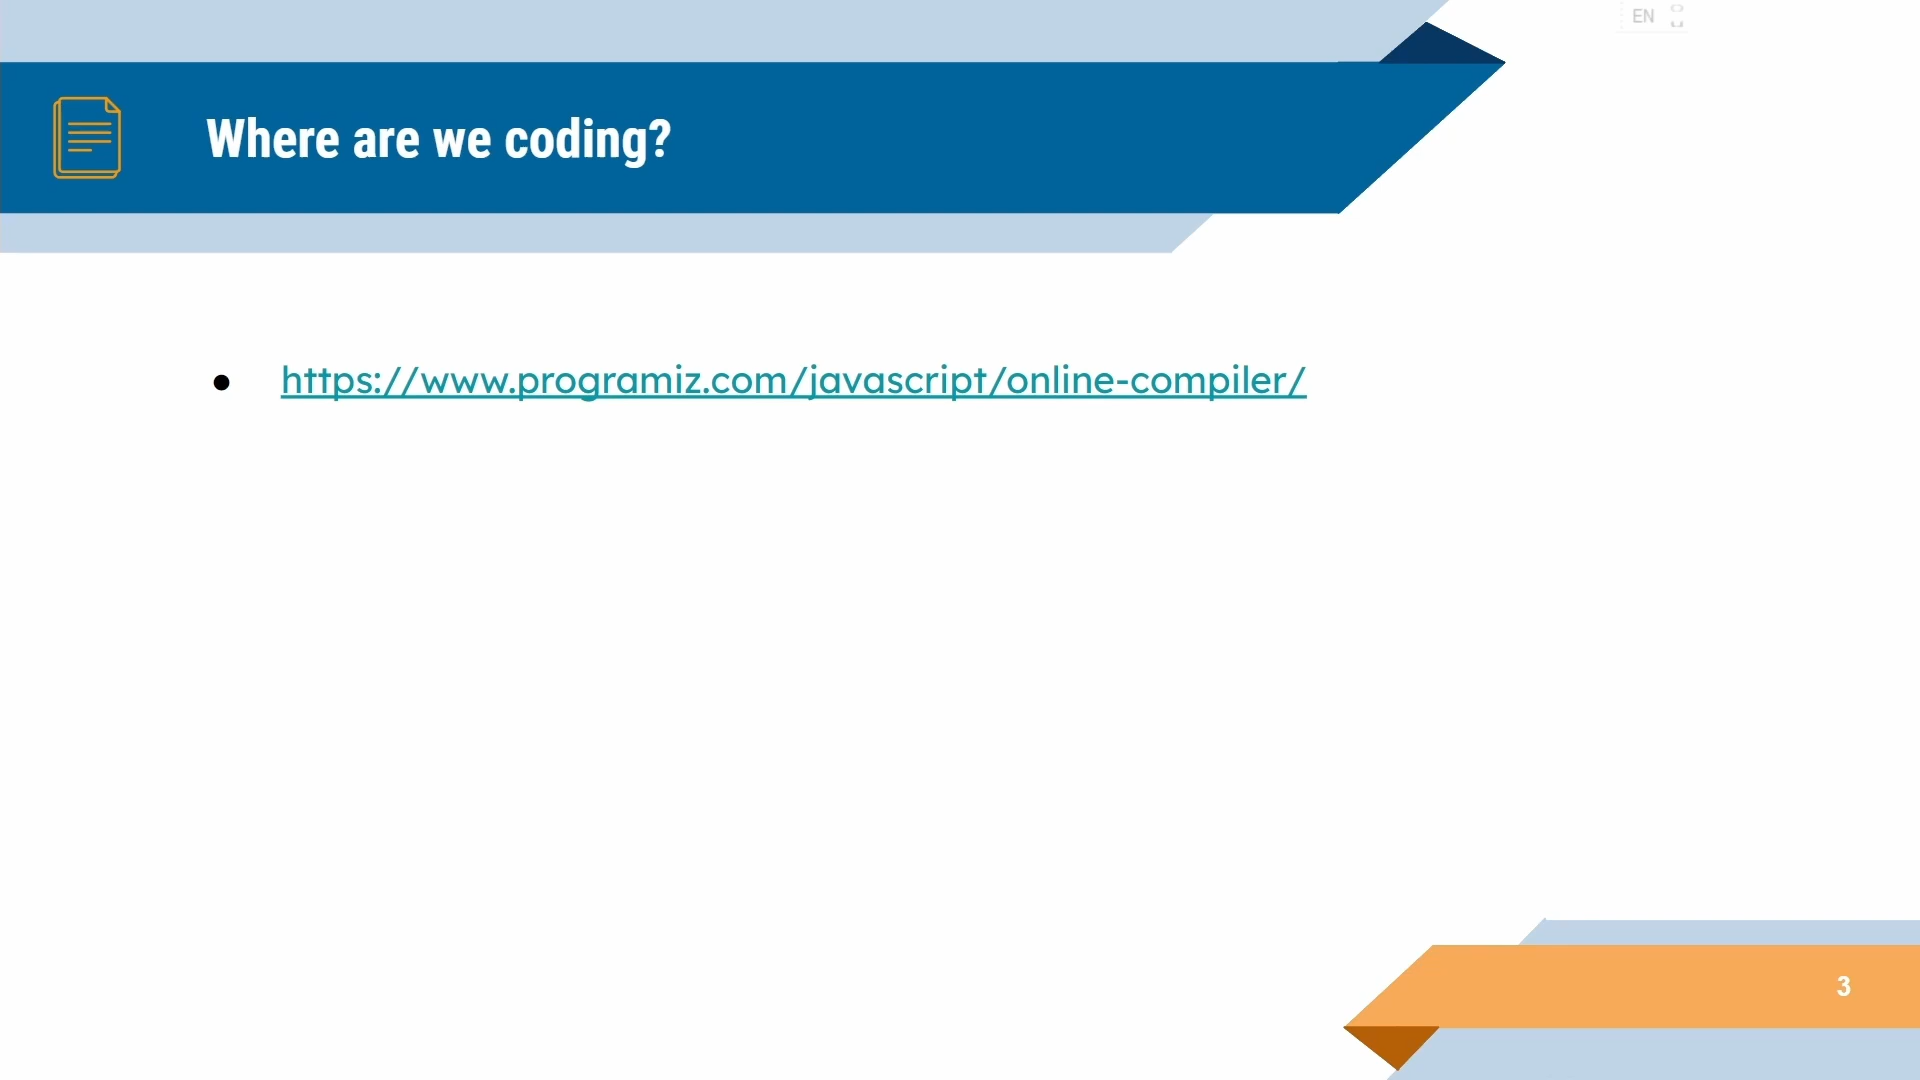 EN
Where are we coding?
● https://www.programiz.com/javascript/online-compiler/
3